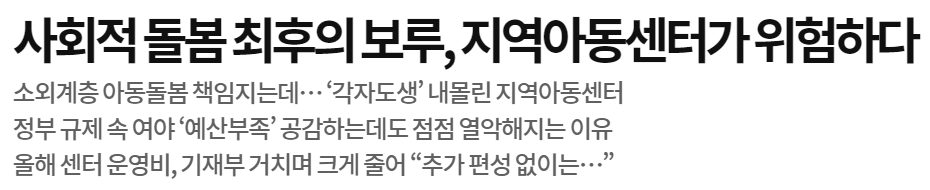 사회적 돌봄 최후의 보루, 지역아동센터가 위험하다
소외계층 아동돌봄 책임지는데… ‘각자도생’ 내몰린 지역아동센터
정부 규제 속 여야 ‘예산부족’ 공감하는데도 점점 열악해지는 이유
올해 센터 운영비, 기재부 거치며 크게 줄어 “추가 편성 없이는…”